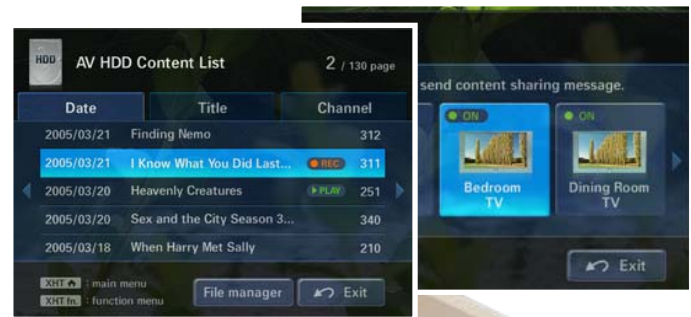 HDD AV HDD Content List 2 / 130 page
Date Title Channel
2005/03/21 Finding Nemo 312
2005/03/21 I Know What You Did Last... REC 311
2005/03/20 Heavenly Creatures PLAY 251
2005/03/20 Sex and the City Season 3... 340
2005/03/18 When Harry Met Sally 210
XHT : main menu
XHT fn. : function menu
File manager Exit
send content sharing message.
ON ON
Bedroom Dining Room
TV TV
Exit